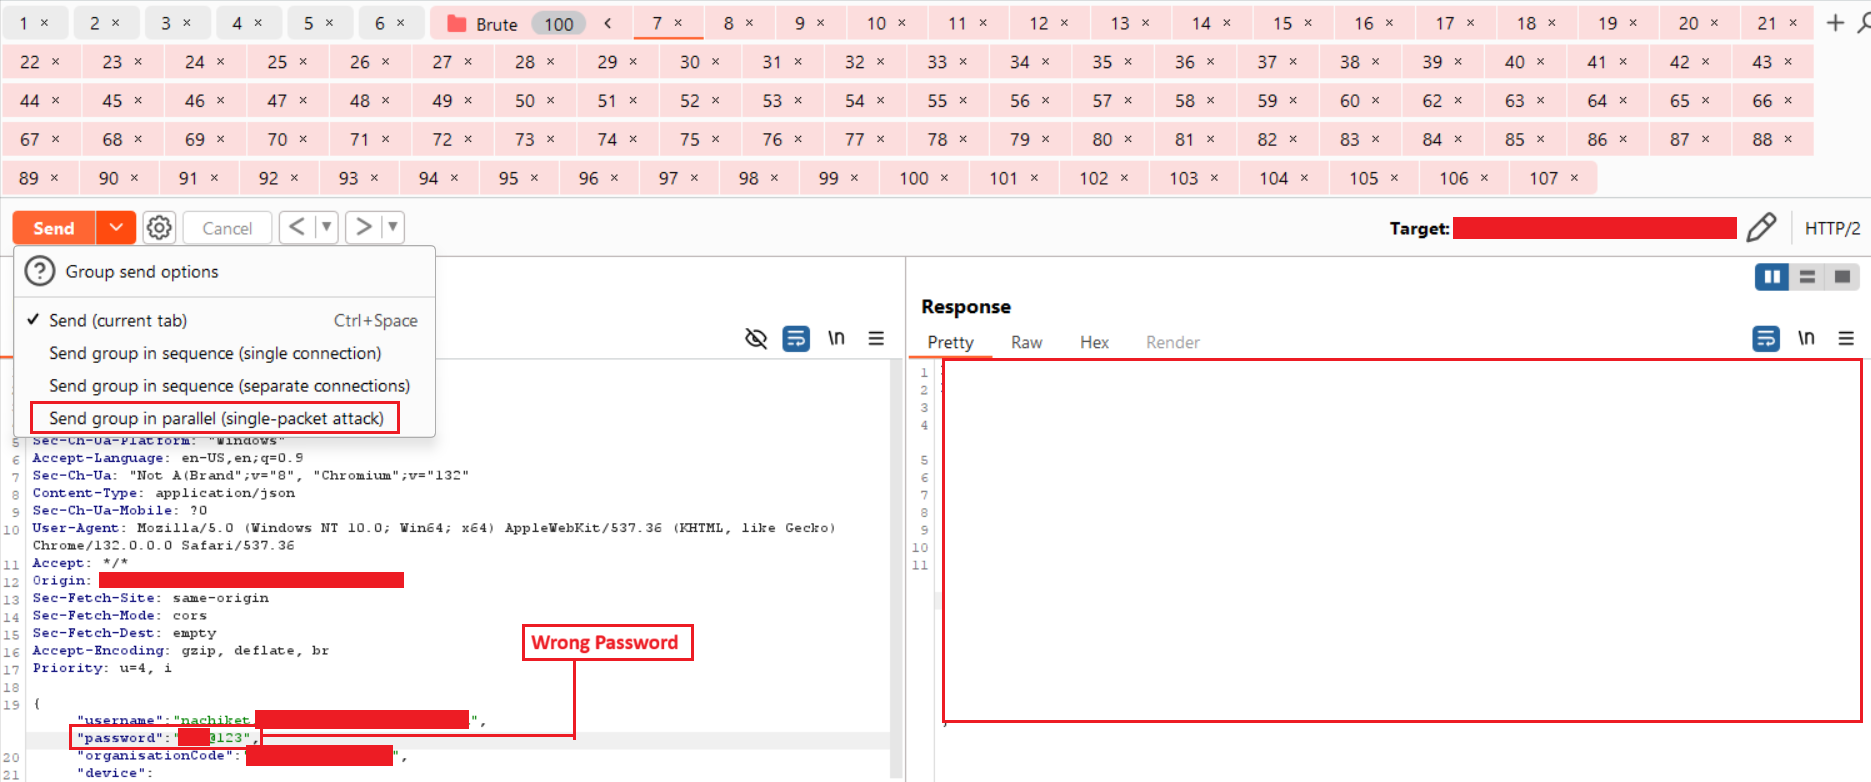 1 × 2 × 3 × 4 × 5 × 6 × Brute 100 < 7 × 8 × 9 × 10 × 11 × 12 × 13 × 14 × 15 × 16 × 17 × 18 × 19 × 20 × 21 × +
22 × 23 × 24 × 25 × 26 × 27 × 28 × 29 × 30 × 31 × 32 × 33 × 34 × 35 × 36 × 37 × 38 × 39 × 40 × 41 × 42 × 43 ×
44 × 45 × 46 × 47 × 48 × 49 × 50 × 51 × 52 × 53 × 54 × 55 × 56 × 57 × 58 × 59 × 60 × 62 × 63 × 64 × 65 × 66 ×
67 × 68 × 69 × 70 × 71 × 72 × 73 × 74 × 75 × 76 × 77 × 78 × 79 × 80 × 81 × 82 × 83 × 84 × 85 × 86 × 87 × 88 ×
89 × 90 × 91 × 92 × 93 × 94 × 95 × 96 × 97 × 98 × 99 × 100 × 101 × 102 × 103 × 104 × 105 × 106 × 107 ×
Send Cancel < > Target: HTTP/2
? Group send options
✓ Send (current tab) Ctrl+Space
Send group in sequence (single connection)
Send group in sequence (separate connections)
Send group in parallel (single-packet attack)
\n
5 Sec-Ch-Ua-Platform: "Windows"
6 Accept-Language: en-US,en;q=0.9
7 Sec-Ch-Ua: "Not A(Brand";v="8", "Chromium";v="132"
8 Content-Type: application/json
9 Sec-Ch-Ua-Mobile: ?0
10 User-Agent: Mozilla/5.0 (Windows NT 10.0; Win64; x64) AppleWebKit/537.36 (KHTML, like Gecko)
Chrome/132.0.0.0 Safari/537.36
11 Accept: */*
12 Origin:
13 Sec-Fetch-Site: same-origin
14 Sec-Fetch-Mode: cors
15 Sec-Fetch-Dest: empty
16 Accept-Encoding: gzip, deflate, br
17 Priority: u=4, i
18
19 {
"username":"nachiket ",
"password":" @123",
20 "organisationCode":" ",
21 "device":
Wrong Password
Response
Pretty Raw Hex Render
\n
1
2
3
4
5
6
7
8
9
10
11